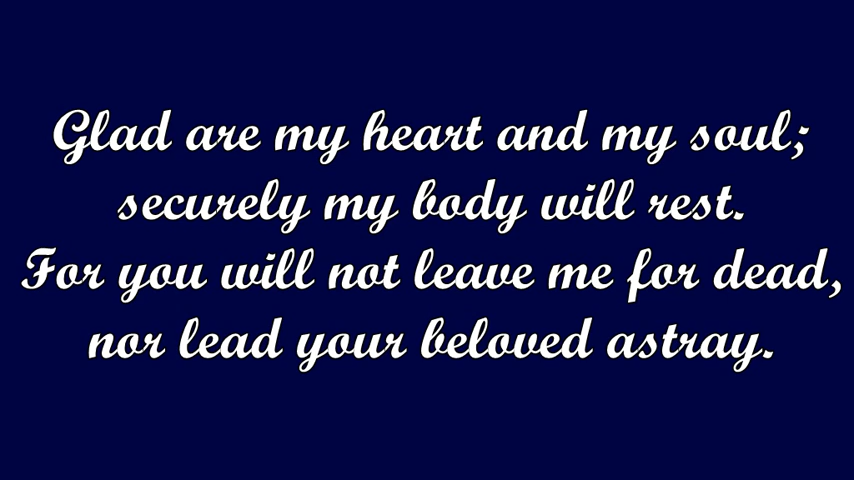 Glad are my heart and my soul;
securely my body will rest.
For you will not leave me for dead,
nor lead your beloved astray.